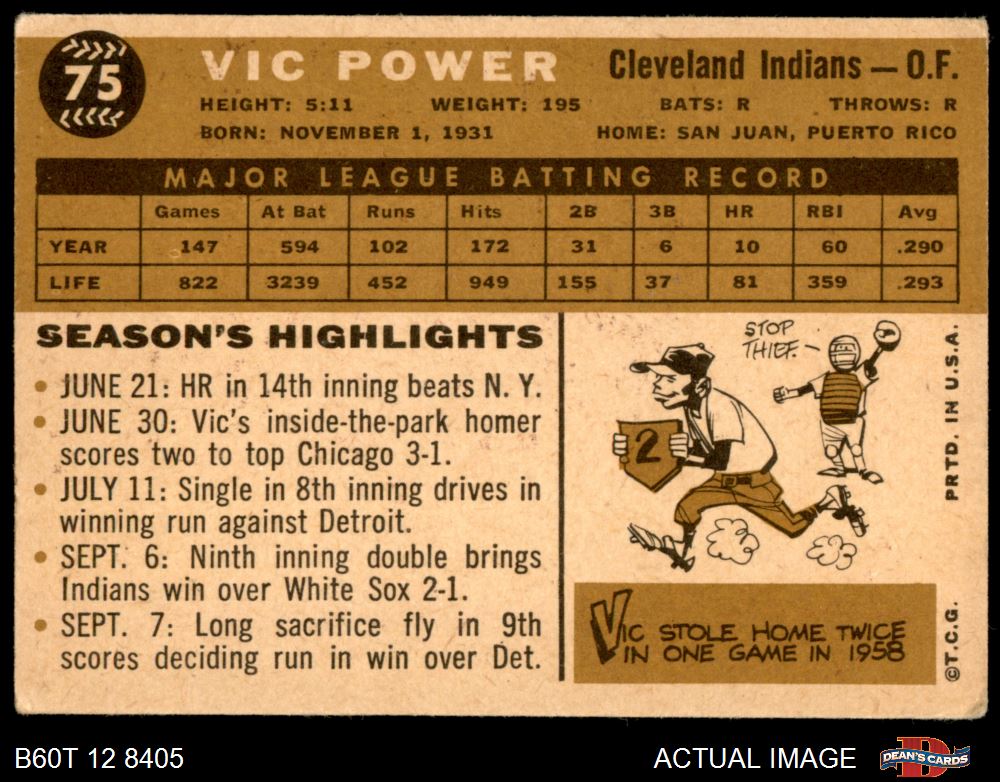 75
VIC POWER
Cleveland Indians — O.F.
HEIGHT: 5:11 WEIGHT: 195 BATS: R THROWS: R
BORN: NOVEMBER 1, 1931 HOME: SAN JUAN, PUERTO RICO
MAJOR LEAGUE BATTING RECORD
Games At Bat Runs Hits 2B 3B HR RBI Avg
YEAR 147 594 102 172 31 6 10 60 .290
LIFE 822 3239 452 949 155 37 81 359 .293
SEASON'S HIGHLIGHTS
• JUNE 21: HR in 14th inning beats N. Y.
• JUNE 30: Vic's inside-the-park homer
scores two to top Chicago 3-1.
• JULY 11: Single in 8th inning drives in
winning run against Detroit.
• SEPT. 6: Ninth inning double brings
Indians win over White Sox 2-1.
• SEPT. 7: Long sacrifice fly in 9th
scores deciding run in win over Det.
STOP
THIEF.
2
VIC STOLE HOME TWICE
IN ONE GAME IN 1958
©T.C.G. PRTD. IN U.S.A.
B60T 12 8405
ACTUAL IMAGE
DEAN'S CARDS